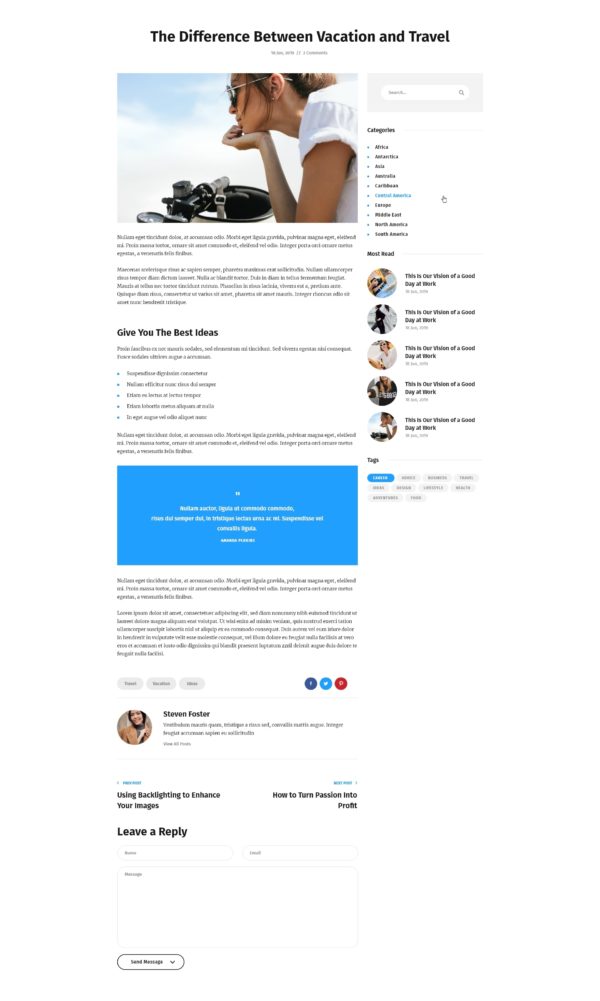 The Difference Between Vacation and Travel
18 Jan, 2019 // 2 Comments
Nullam eget tincidunt dolor, at accumsan odio. Morbi eget ligula gravida, pulvinar magna eget, eleifend
mi. Proin massa tortor, ornare sit amet commodo et, eleifend vel odio. Integer porta orci ornare metus
egestas, a venenatis felis finibus.
Maecenas scelerisque risus ac sapien semper, pharetra maximus erat sollicitudin. Nullam ullamcorper
risus tempor diam dictum laoreet. Nulla ac blandit tortor. Duis in diam in tellus fermentum feugiat.
Mauris at tellus nec tortor tincidunt rutrum. Phasellus in risus lacinia, viverra est a, pretium ante.
Quisque diam risus, consectetur ut varius sit amet, pharetra sit amet mauris. Integer rhoncus odio sit
amet nunc hendrerit tristique.
Give You The Best Ideas
Proin faucibus ex nec mauris sodales, sed elementum mi tincidunt. Sed viverra egestas nisi consequat.
Fusce sodales ultrices augue a accumsan.
Suspendisse dignissim consectetur
Nullam efficitur nunc risus dui semper
Etiam ex lectus at lectus tempor
Etiam lobortis metus aliquam at nulla
In eget augue vel odio aliquet nunc
Nullam eget tincidunt dolor, at accumsan odio. Morbi eget ligula gravida, pulvinar magna eget, eleifend
mi. Proin massa tortor, ornare sit amet commodo et, eleifend vel odio. Integer porta orci ornare metus
egestas, a venenatis felis finibus.
"
Nullam auctor, ligula at commodo commodo,
risus dui semper dui, in tristique lectus urna ac mi. Suspendisse vel
convallis ligula.
Nullam eget tincidunt dolor, at accumsan odio. Morbi eget ligula gravida, pulvinar magna eget, eleifend
mi. Proin massa tortor, ornare sit amet commodo et, eleifend vel odio. Integer porta orci ornare metus
egestas, a venenatis felis finibus.
Lorem ipsum dolor sit amet, consectetuer adipiscing elit, sed diam nonummy nibh euismod tincidunt ut
laoreet dolore magna aliquam erat volutpat. Ut wisi enim ad minim veniam, quis nostrud exerci tation
ullamcorper suscipit lobortis nisl ut aliquip ex ea commodo consequat. Duis autem vel eum iriure dolor
in hendrerit in vulputate velit esse molestie consequat, vel illum dolore eu feugiat nulla facilisis at vero
eros et accumsan et iusto odio dignissim qui blandit praesent luptatum zzril delenit augue duis dolore te
feugait nulla facilisi.
Travel Vacation Ideas
Steven Foster
Vestibulum mauris quam, tristique a risus sed, convallis mattis augue. Integer
feugiat accumsan sapien eu sollicitudin
View All Posts
PREV POST
Using Backlighting to Enhance
Your Images
NEXT POST
How to Turn Passion Into
Profit
Leave a Reply
Name
Email
Message
Send Message
Search...
Categories
Africa
Antarctica
Asia
Australia
Caribbean
Central America
Europe
Middle East
North America
South America
Most Read
This Is Our Vision of a Good
Day at Work
18 Jan, 2019
This Is Our Vision of a Good
Day at Work
18 Jan, 2019
This Is Our Vision of a Good
Day at Work
18 Jan, 2019
This Is Our Vision of a Good
Day at Work
18 Jan, 2019
This Is Our Vision of a Good
Day at Work
18 Jan, 2019
Tags
CAREER VIDEOS BUSINESS TRAVEL
IDEAS DESIGN LIFESTYLE HEALTH
ADVENTURES FOOD